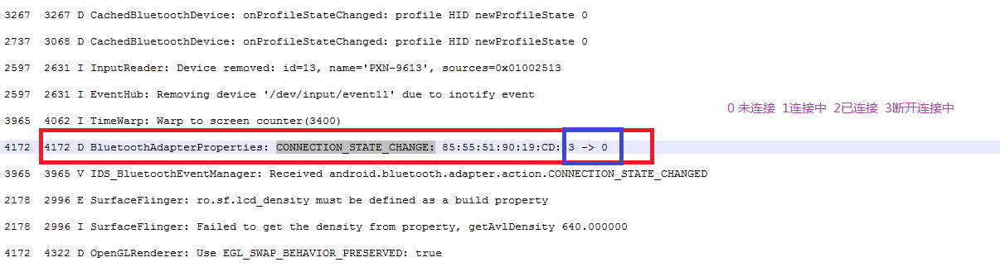 3267 3267 D CachedBluetoothDevice: onProfileStateChanged: profile HID newProfileState 0
2737 3068 D CachedBluetoothDevice: onProfileStateChanged: profile HID newProfileState 0
2597 2631 I InputReader: Device removed: id=13, name='PXN-9613', sources=0x01002513
2597 2631 I EventHub: Removing device '/dev/input/event11' due to inotify event
0 未连接 1连接中 2已连接 3断开连接中
3965 4062 I TimeWarp: Warp to screen counter(3400)
4172 4172 D BluetoothAdapterProperties: CONNECTION_STATE_CHANGE: 85:55:51:90:19:CD: 3 -> 0
3965 3965 V IDS_BluetoothEventManager: Received android.bluetooth.adapter.action.CONNECTION_STATE_CHANGED
2178 2996 E SurfaceFlinger: ro.sf.lcd_density must be defined as a build property
2178 2996 I SurfaceFlinger: Failed to get the density from property, getAvlDensity 640.000000
4172 4322 D OpenGLRenderer: Use EGL_SWAP_BEHAVIOR_PRESERVED: true